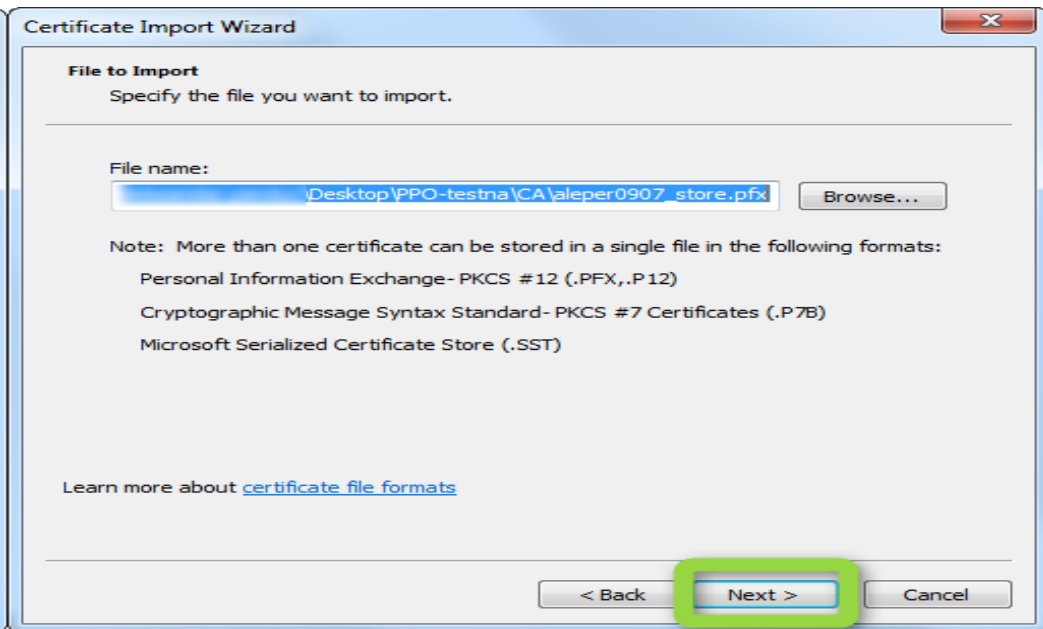 Certificate Import Wizard
File to Import
Specify the file you want to import.
File name:
\Desktop\PPO-testna\CA\aleper0907_store.pfx
Browse...
Note: More than one certificate can be stored in a single file in the following formats:
Personal Information Exchange- PKCS #12 (.PFX,.P12)
Cryptographic Message Syntax Standard- PKCS #7 Certificates (.P7B)
Microsoft Serialized Certificate Store (.SST)
Learn more about certificate file formats
< Back Next > Cancel